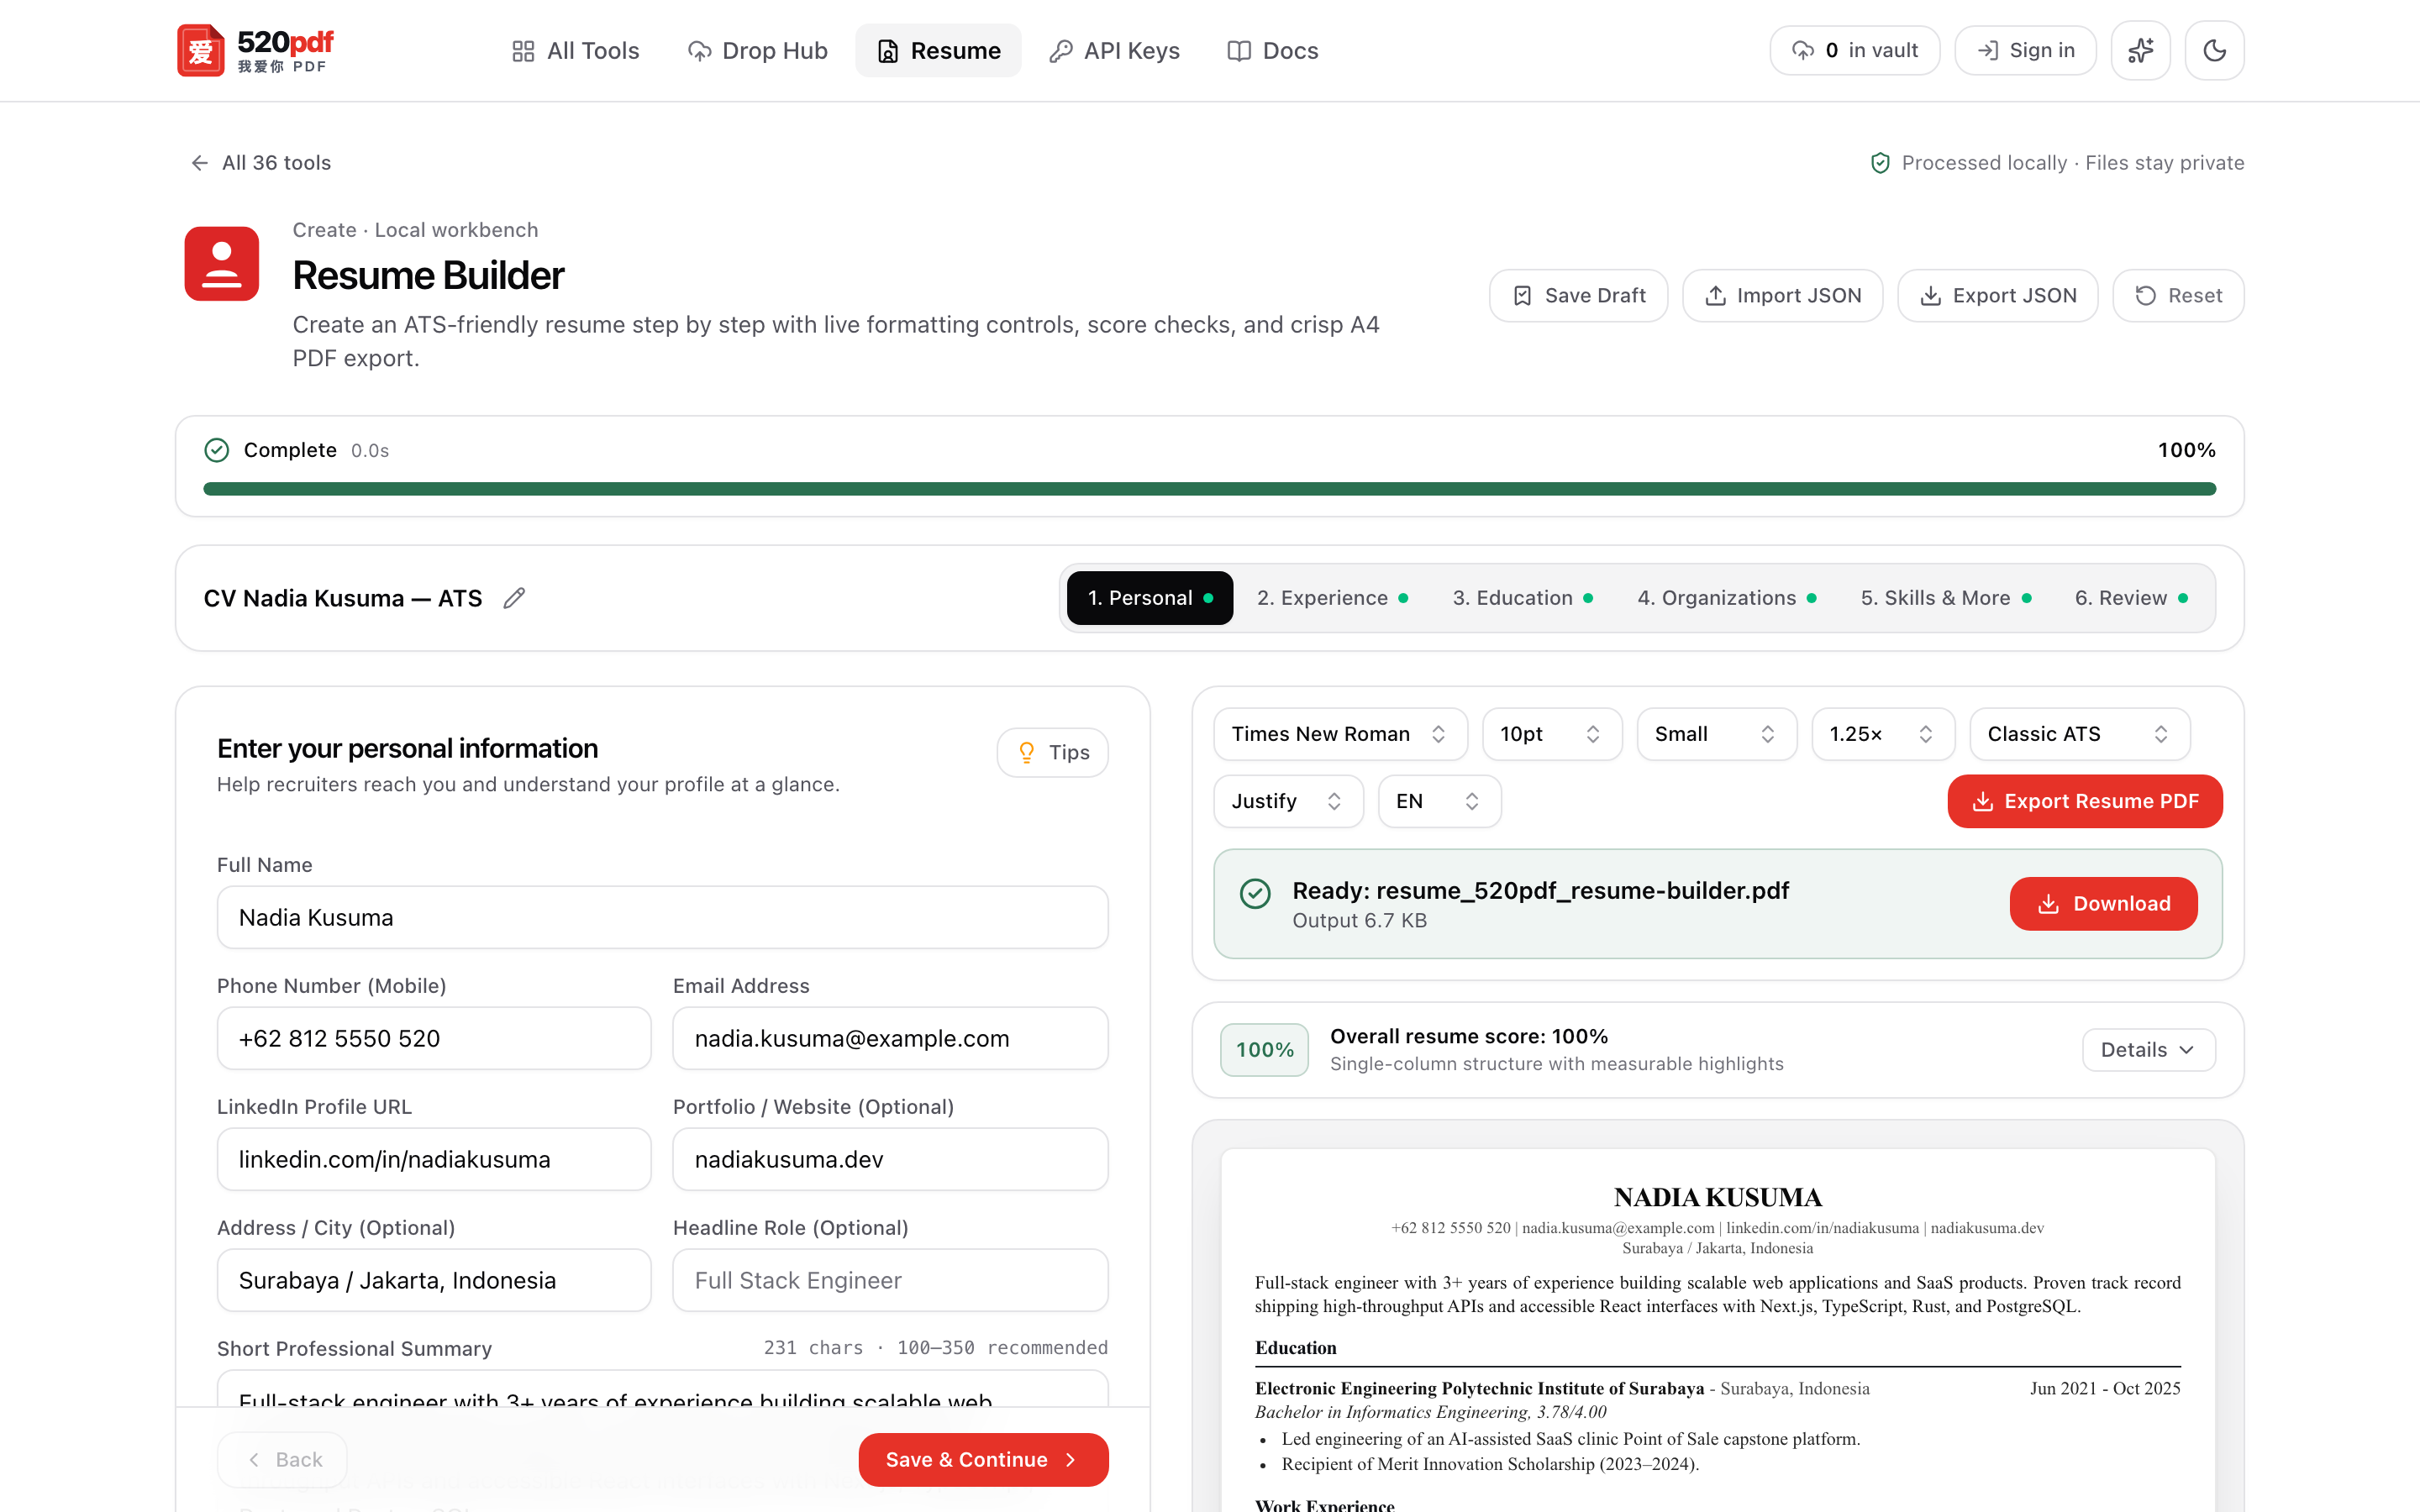 爱
520pdf
我爱你 PDF
All Tools
Drop Hub
Resume
API Keys
Docs
0 in vault
Sign in
All 36 tools
Processed locally · Files stay private
Create · Local workbench
Resume Builder
Create an ATS-friendly resume step by step with live formatting controls, score checks, and crisp A4
PDF export.
Save Draft
Import JSON
Export JSON
Reset
Complete 0.0s
100%
CV Nadia Kusuma — ATS
1. Personal
2. Experience
3. Education
4. Organizations
5. Skills & More
6. Review
Enter your personal information
Help recruiters reach you and understand your profile at a glance.
Tips
Full Name
Nadia Kusuma
Phone Number (Mobile)
+62 812 5550 520
Email Address
nadia.kusuma@example.com
LinkedIn Profile URL
linkedin.com/in/nadiakusuma
Portfolio / Website (Optional)
nadiakusuma.dev
Address / City (Optional)
Surabaya / Jakarta, Indonesia
Headline Role (Optional)
Full Stack Engineer
Short Professional Summary
231 chars · 100–350 recommended
Full-stack engineer with 3+ years of experience building scalable web
Back
Save & Continue
Times New Roman
10pt
Small
1.25×
Classic ATS
Justify
EN
Export Resume PDF
Ready: resume_520pdf_resume-builder.pdf
Output 6.7 KB
Download
100%
Overall resume score: 100%
Single-column structure with measurable highlights
Details
NADIA KUSUMA
+62 812 5550 520 | nadia.kusuma@example.com | linkedin.com/in/nadiakusuma | nadiakusuma.dev
Surabaya / Jakarta, Indonesia
Full-stack engineer with 3+ years of experience building scalable web applications and SaaS products. Proven track record
shipping high-throughput APIs and accessible React interfaces with Next.js, TypeScript, Rust, and PostgreSQL.
Education
Electronic Engineering Polytechnic Institute of Surabaya - Surabaya, Indonesia
Jun 2021 - Oct 2025
Bachelor in Informatics Engineering, 3.78/4.00
• Led engineering of an AI-assisted SaaS clinic Point of Sale capstone platform.
• Recipient of Merit Innovation Scholarship (2023–2024).
Work Experience